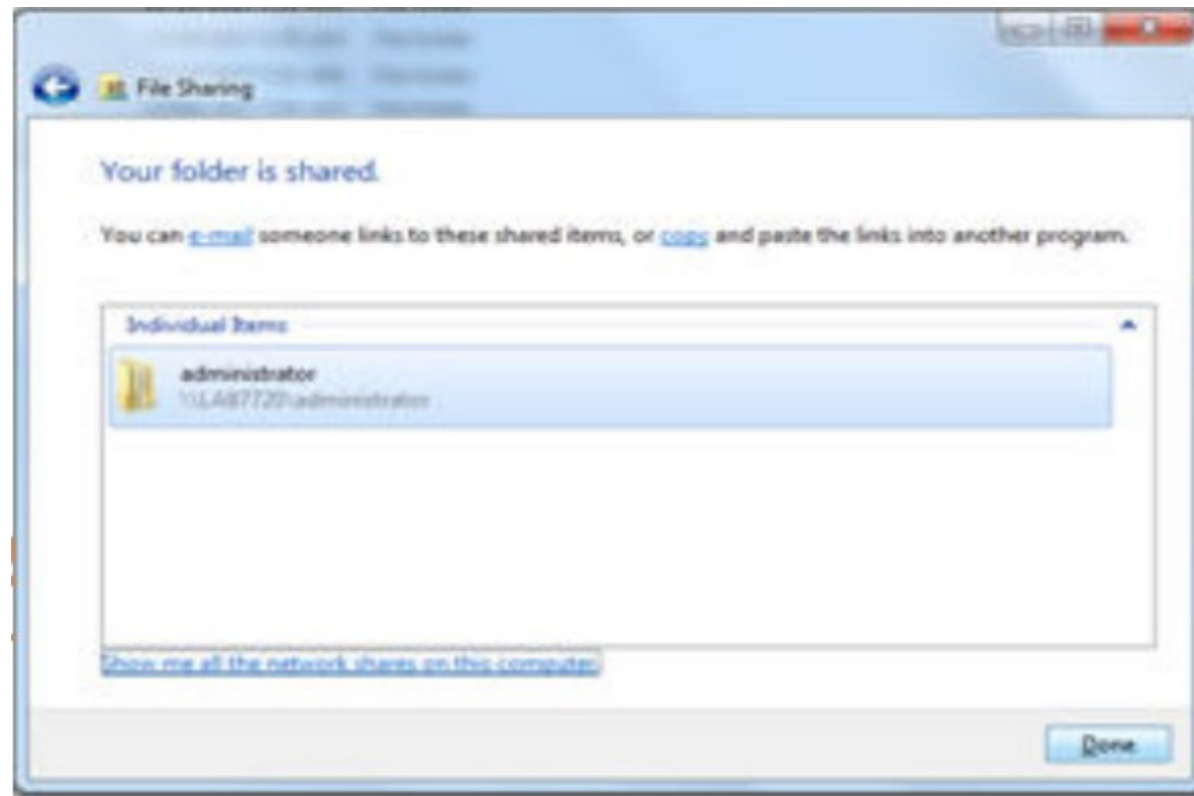 File Sharing
Your folder is shared.
You can e-mail someone links to these shared items, or copy and paste the links into another program.
Individual Items
administrator
\\LAB7720\administrator
Show me all the network shares on this computer.
Done